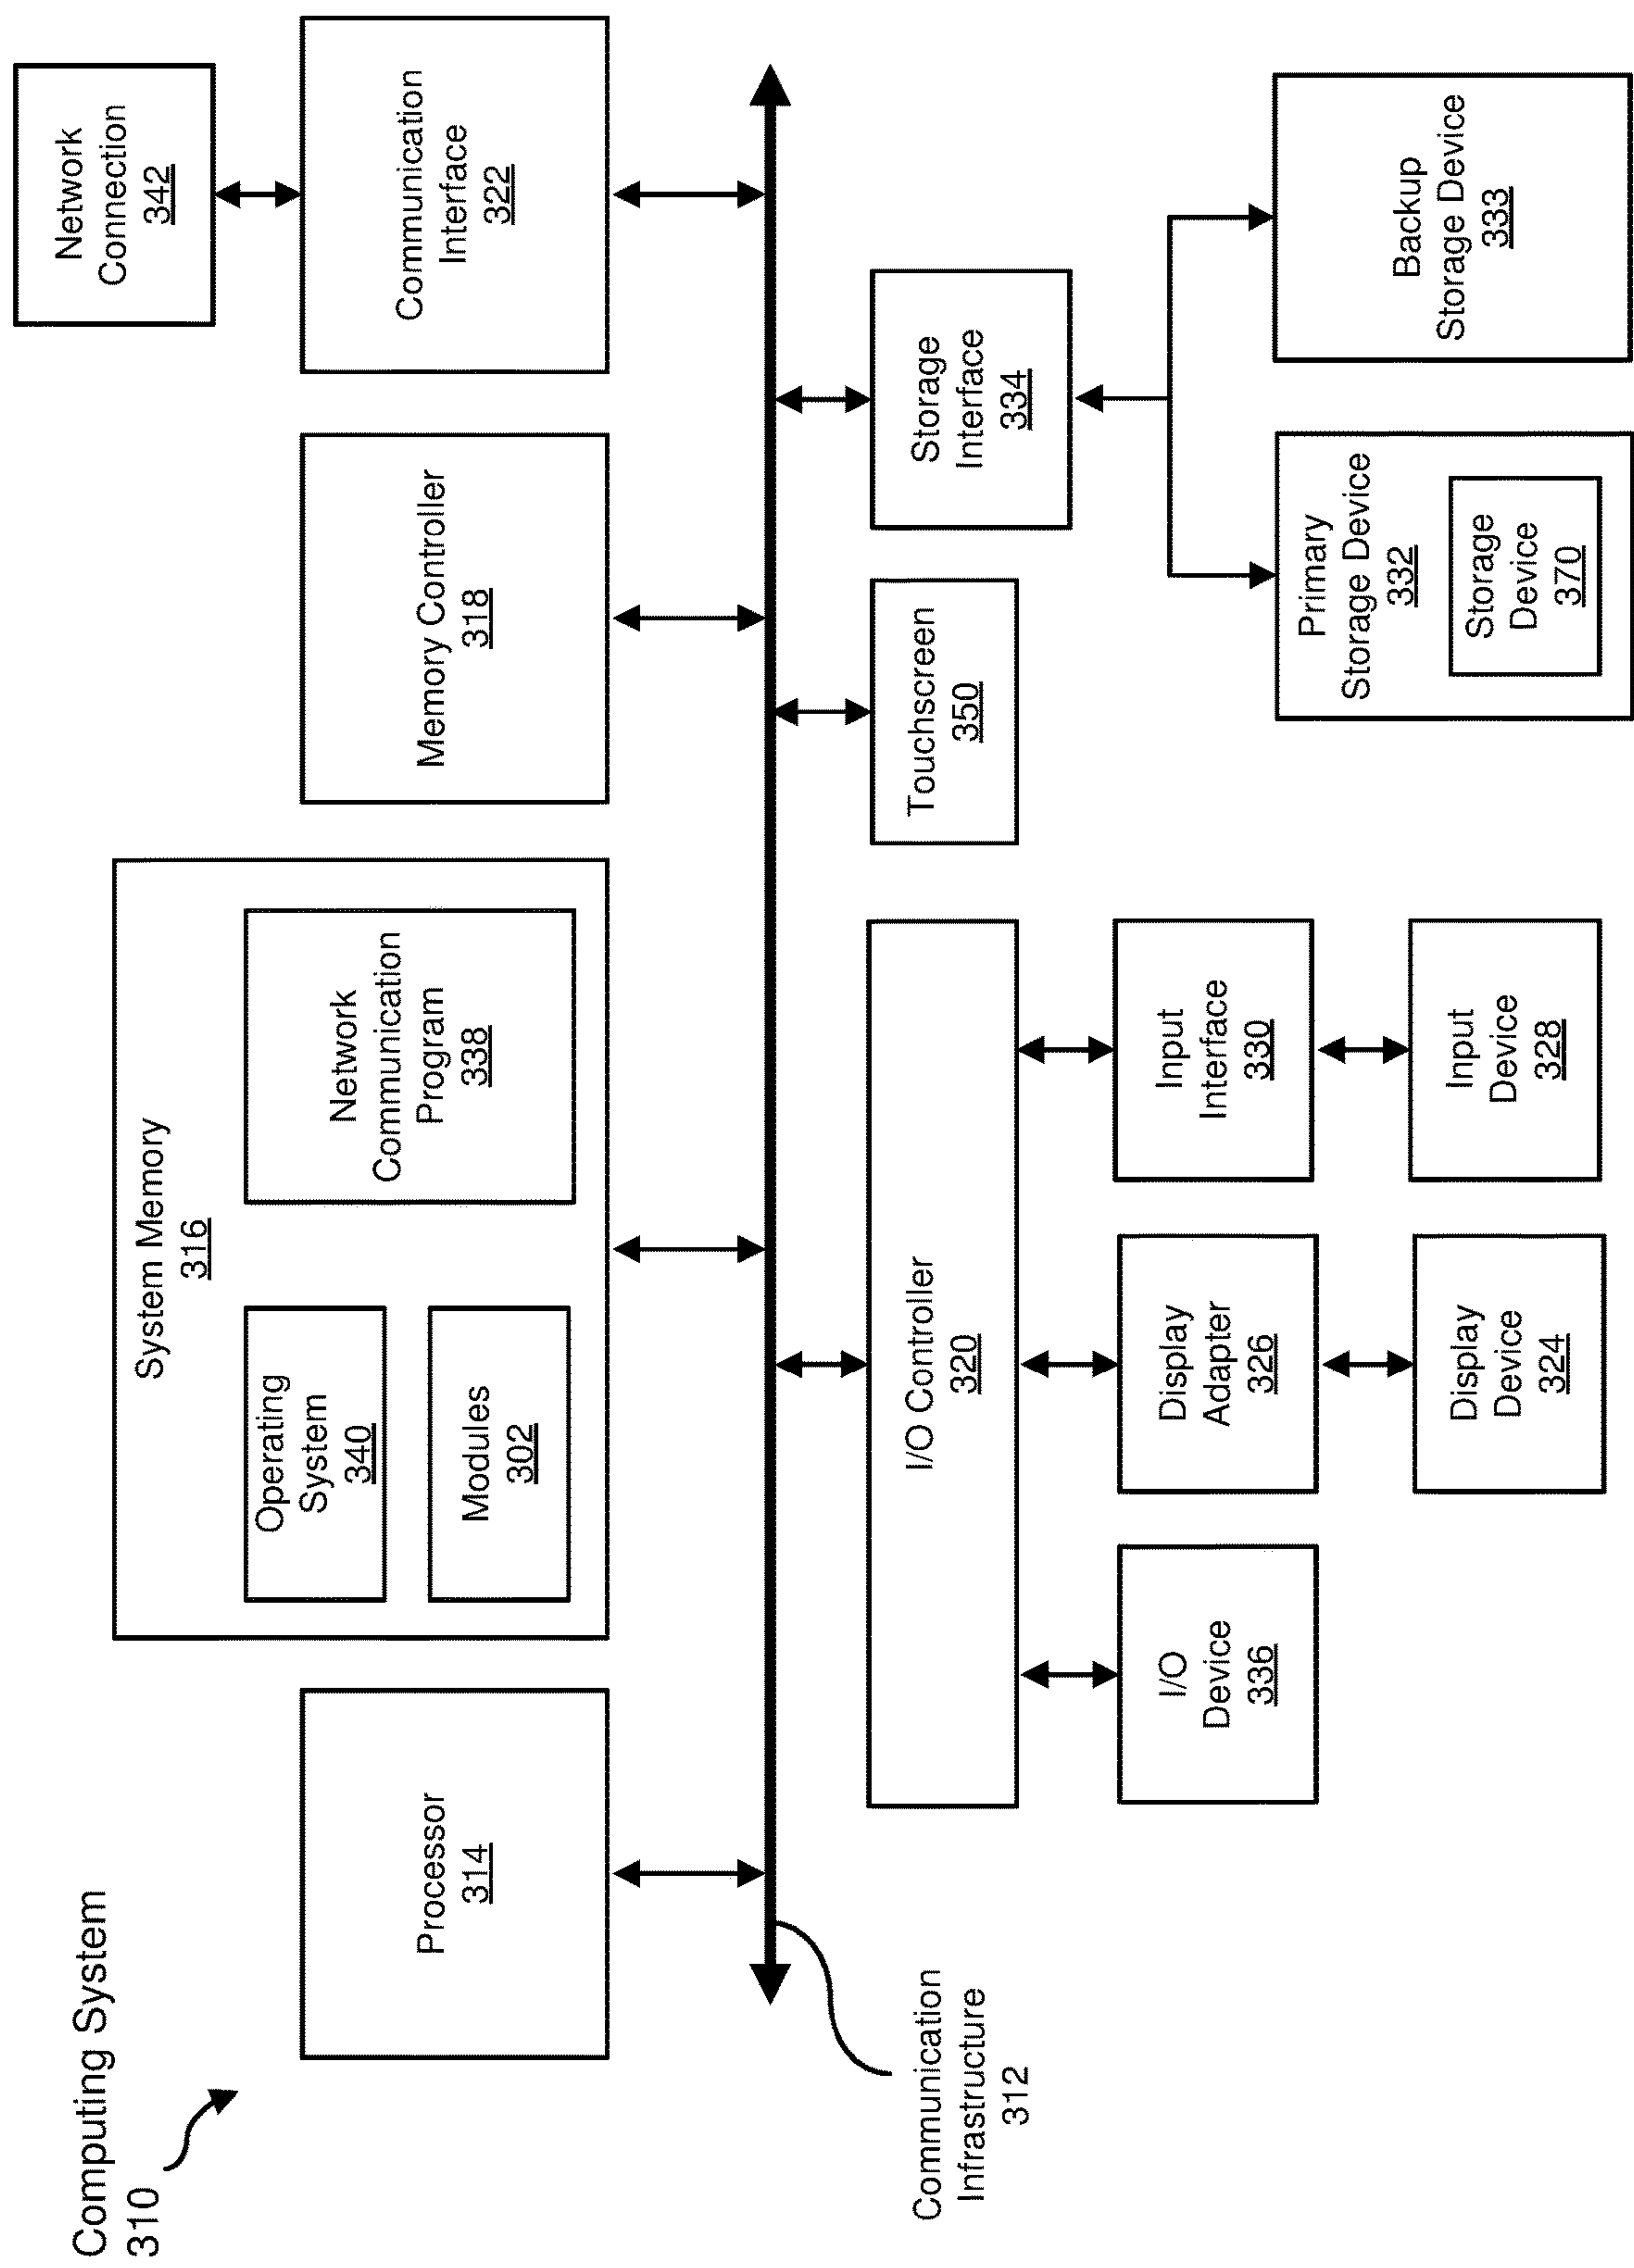 Computing System
310
Processor
314
System Memory
316
Operating
System
340
Modules
302
Network
Communication
Program
338
Memory Controller
318
Communication
Interface
322
Network
Connection
342
Communication
Infrastructure
312
I/O Controller
320
Touchscreen
350
Storage
Interface
334
I/O
Device
336
Display
Adapter
326
Input
Interface
330
Display
Device
324
Input
Device
328
Primary
Storage Device
332
Storage
Device
370
Backup
Storage Device
333